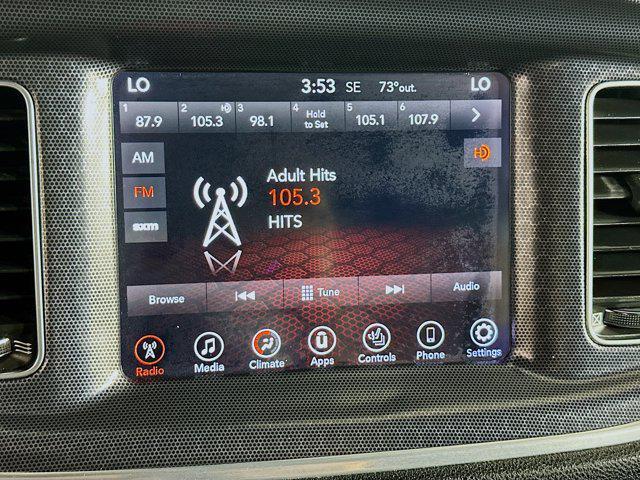 LO 3:53 SE 73°out. LO
1 87.9 2 105.3 3 98.1 4 Hold to Set 5 105.1 6 107.9
AM
FM
sxm
Adult Hits
105.3
HITS
HD
Browse Tune Audio
Radio Media Climate Apps Controls Phone Settings